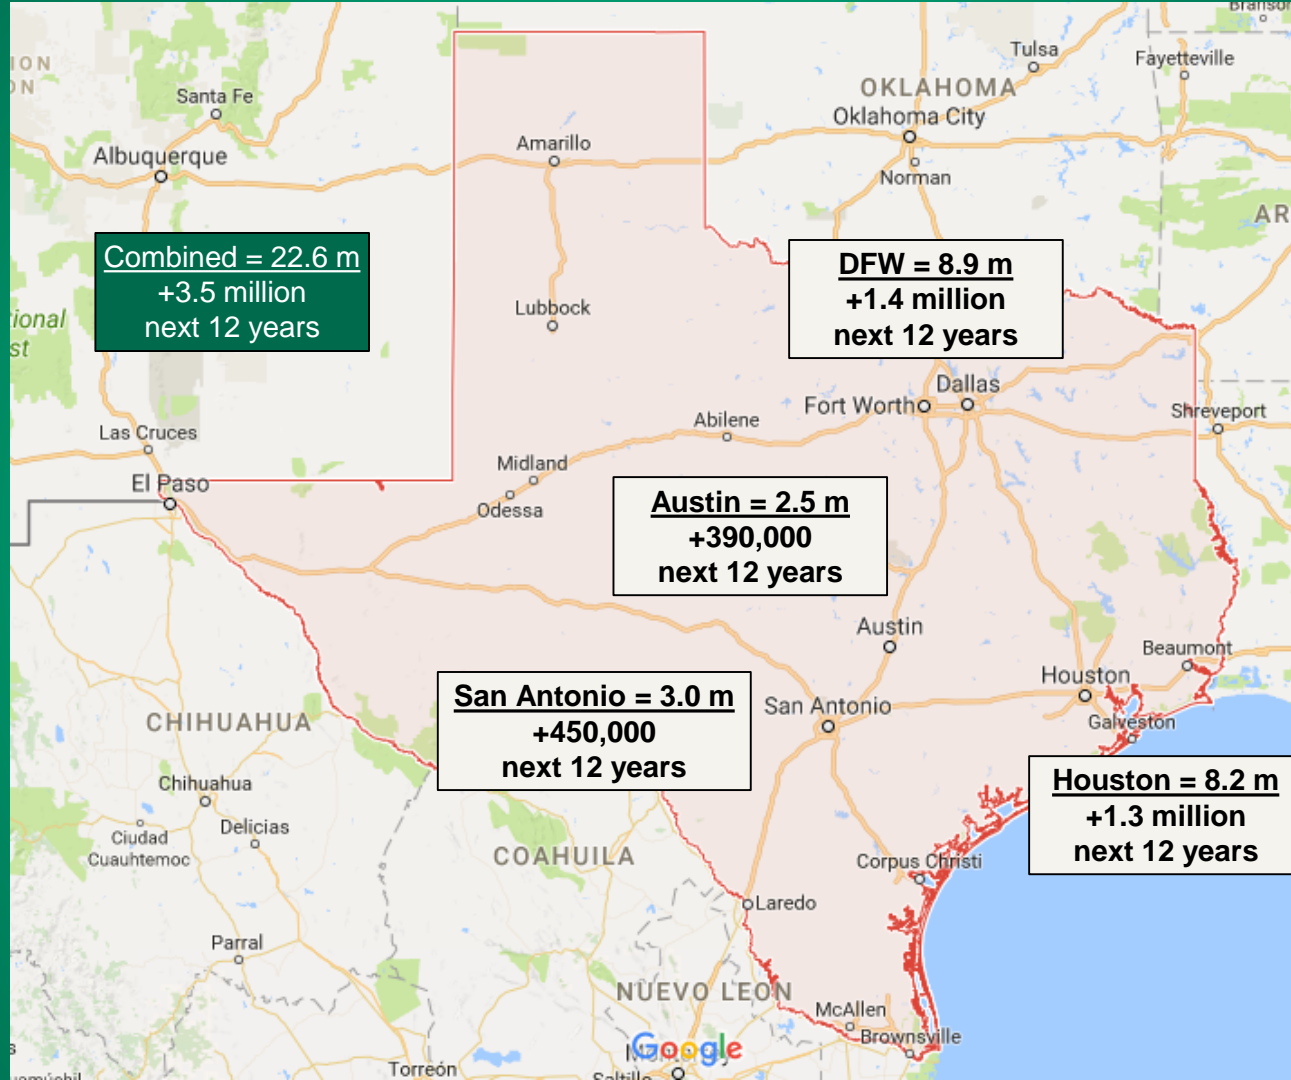 Tulsa
Fayetteville
OKLAHOMA
Santa Fe
Oklahoma City
Amarillo
Albuquerque
Norman
AR
Combined = 22.6 m
+3.5 million
next 12 years
DFW = 8.9 m
+1.4 million
next 12 years
Lubbock
Dallas
Fort Worth
Shreveport
Abilene
Las Cruces
Midland
El Paso
Odessa
Austin = 2.5 m
+390,000
next 12 years
Austin
Beaumont
Houston
San Antonio = 3.0 m
+450,000
next 12 years
San Antonio
Galveston
CHIHUAHUA
Chihuahua
Houston = 8.2 m
+1.3 million
next 12 years
Delicias
Ciudad
Cuauhtemoc
COAHUILA
Corpus Christi
Laredo
Parral
NUEVO LEON
McAllen
Brownsville
Google
Torreón
Saltillo